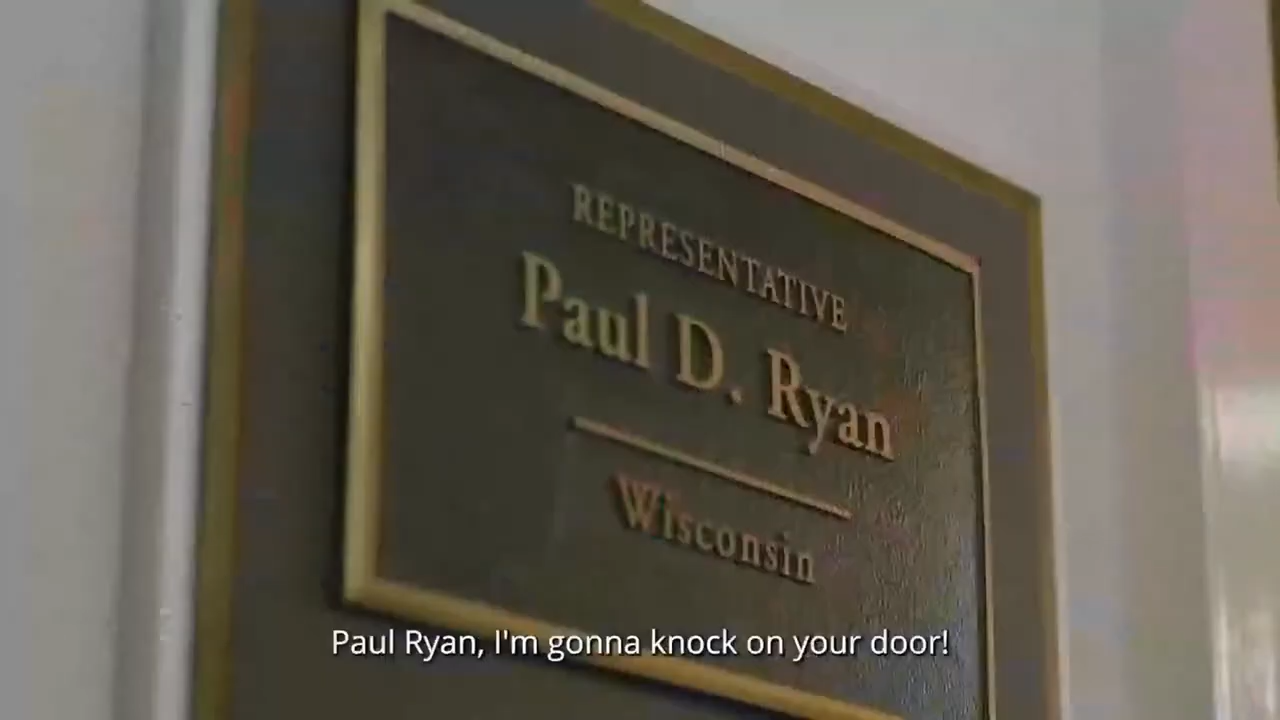 REPRESENTATIVE
Paul D. Ryan
Wisconsin
Paul Ryan, I'm gonna knock on your door!